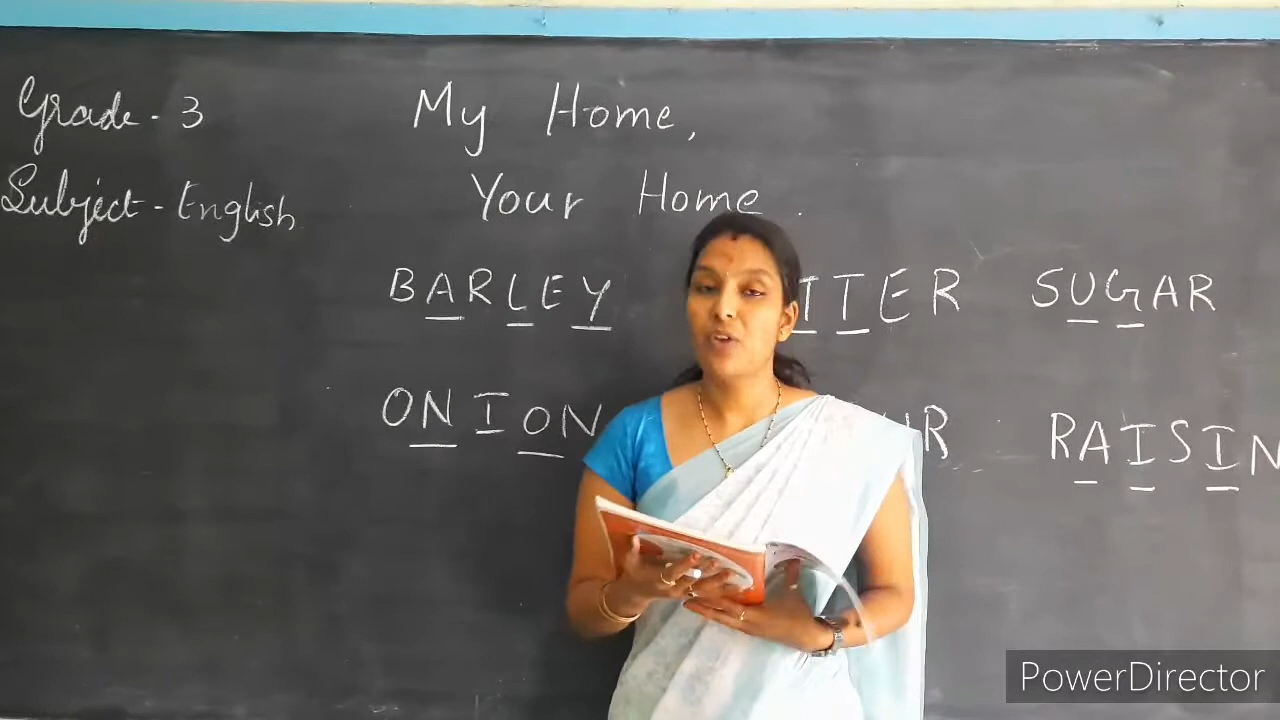 Grade - 3
My Home,
Subject - English
Your Home.
BARLEY SUGAR
ONION RAISIN
PowerDirector